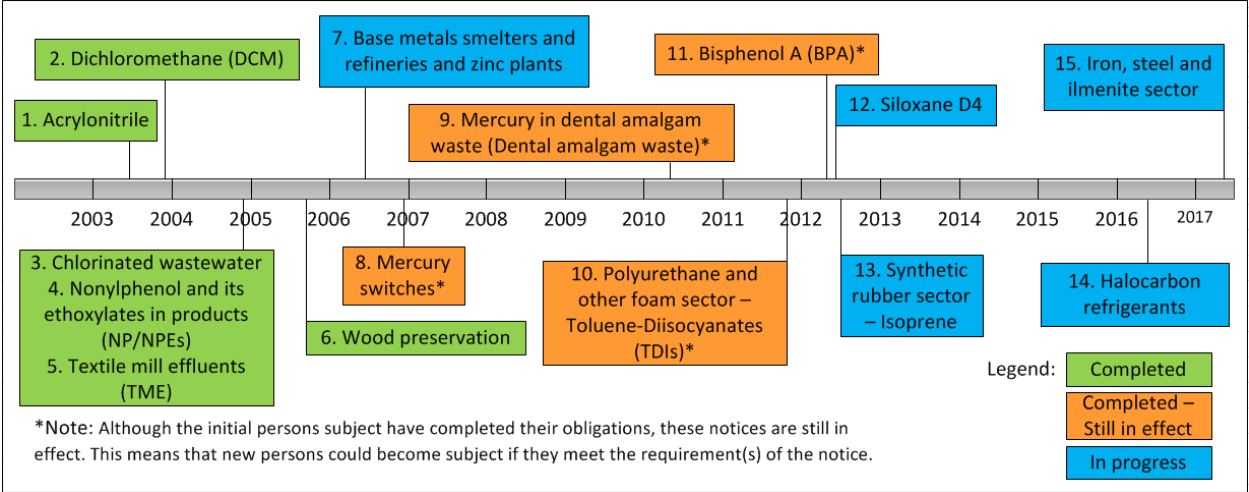 2. Dichloromethane (DCM)
1. Acrylonitrile
7. Base metals smelters and
refineries and zinc plants
9. Mercury in dental amalgam
waste (Dental amalgam waste)*
11. Bisphenol A (BPA)*
12. Siloxane D4
15. Iron, steel and
ilmenite sector
2003 2004 2005 2006 2007 2008 2009 2010 2011 2012 2013 2014 2015 2016 2017
3. Chlorinated wastewater
4. Nonylphenol and its
ethoxylates in products
(NP/NPEs)
5. Textile mill effluents
(TME)
6. Wood preservation
8. Mercury
switches*
10. Polyurethane and
other foam sector –
Toluene-Diisocyanates
(TDIs)*
13. Synthetic
rubber sector
– Isoprene
14. Halocarbon
refrigerants
Legend:
Completed
Completed –
Still in effect
In progress
*Note: Although the initial persons subject have completed their obligations, these notices are still in
effect. This means that new persons could become subject if they meet the requirement(s) of the notice.